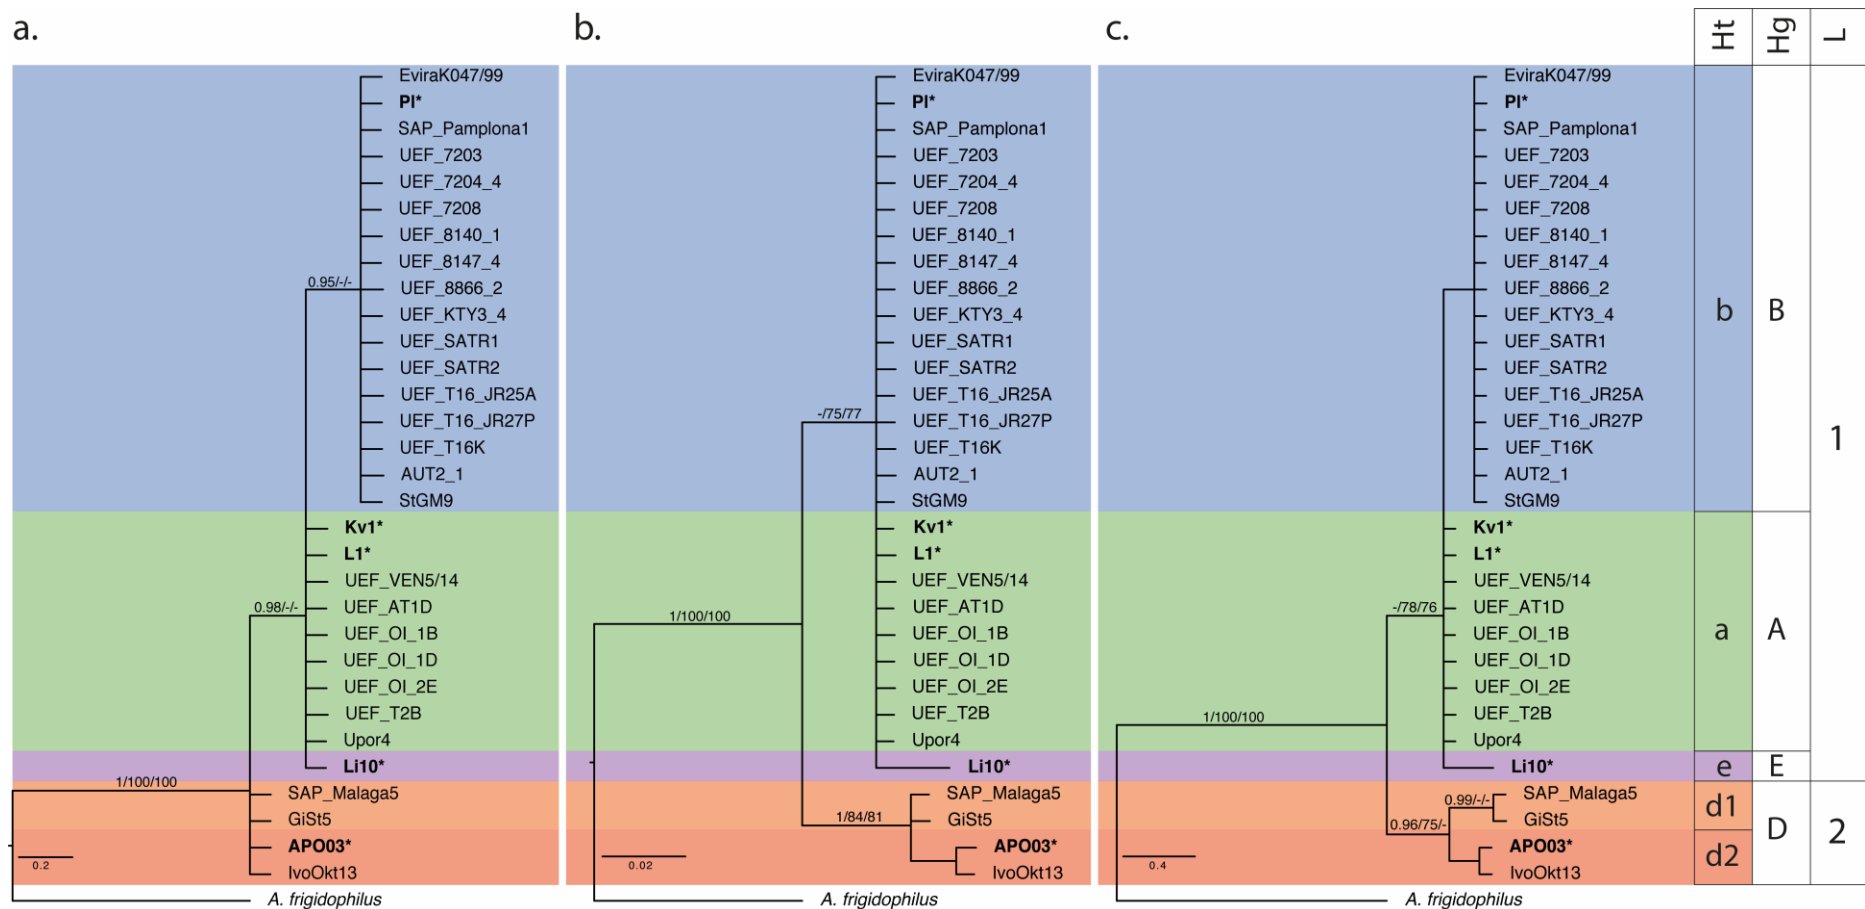 a.
b.
c.
Ht
Hg
L
EviraK047/99
PI*
SAP_Pamplona1
UEF_7203
UEF_7204_4
UEF_7208
UEF_8140_1
UEF_8147_4
UEF_8866_2
UEF_KTY3_4
UEF_SATR1
UEF_SATR2
UEF_T16_JR25A
UEF_T16_JR27P
UEF_T16K
AUT2_1
StGM9
Kv1*
L1*
UEF_VEN5/14
UEF_AT1D
UEF_OI_1B
UEF_OI_1D
UEF_OI_2E
UEF_T2B
Upor4
Li10*
SAP_Malaga5
GiSt5
APO03*
IvoOkt13
A. frigidophilus
0.95/-/-
0.98/-/-
1/100/100
0.2
EviraK047/99
PI*
SAP_Pamplona1
UEF_7203
UEF_7204_4
UEF_7208
UEF_8140_1
UEF_8147_4
UEF_8866_2
UEF_KTY3_4
UEF_SATR1
UEF_SATR2
UEF_T16_JR25A
UEF_T16_JR27P
UEF_T16K
AUT2_1
StGM9
Kv1*
L1*
UEF_VEN5/14
UEF_AT1D
UEF_OI_1B
UEF_OI_1D
UEF_OI_2E
UEF_T2B
Upor4
Li10*
SAP_Malaga5
GiSt5
APO03*
IvoOkt13
A. frigidophilus
-/75/77
1/100/100
1/84/81
0.02
EviraK047/99
PI*
SAP_Pamplona1
UEF_7203
UEF_7204_4
UEF_7208
UEF_8140_1
UEF_8147_4
UEF_8866_2
UEF_KTY3_4
UEF_SATR1
UEF_SATR2
UEF_T16_JR25A
UEF_T16_JR27P
UEF_T16K
AUT2_1
StGM9
Kv1*
L1*
UEF_VEN5/14
UEF_AT1D
UEF_OI_1B
UEF_OI_1D
UEF_OI_2E
UEF_T2B
Upor4
Li10*
SAP_Malaga5
GiSt5
APO03*
IvoOkt13
A. frigidophilus
-/78/76
1/100/100
0.99/-/-
0.96/75/-
0.4
b
a
e
d1
d2
B
A
E
D
1
2